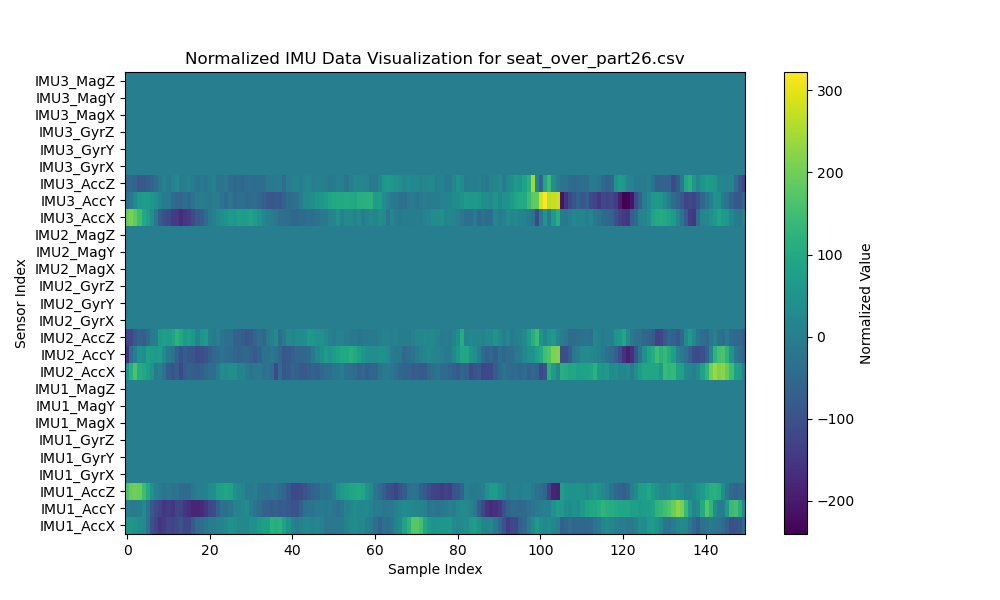 Normalized IMU Data Visualization for seat_over_part26.csv
IMU3_MagZ
IMU3_MagY
IMU3_MagX
IMU3_GyrZ
IMU3_GyrY
IMU3_GyrX
IMU3_AccZ
IMU3_AccY
IMU3_AccX
IMU2_MagZ
IMU2_MagY
IMU2_MagX
IMU2_GyrZ
IMU2_GyrY
IMU2_GyrX
IMU2_AccZ
IMU2_AccY
IMU2_AccX
IMU1_MagZ
IMU1_MagY
IMU1_MagX
IMU1_GyrZ
IMU1_GyrY
IMU1_GyrX
IMU1_AccZ
IMU1_AccY
IMU1_AccX
Sensor Index
0 20 40 60 80 100 120 140
Sample Index
300
200
100
0
−100
−200
Normalized Value